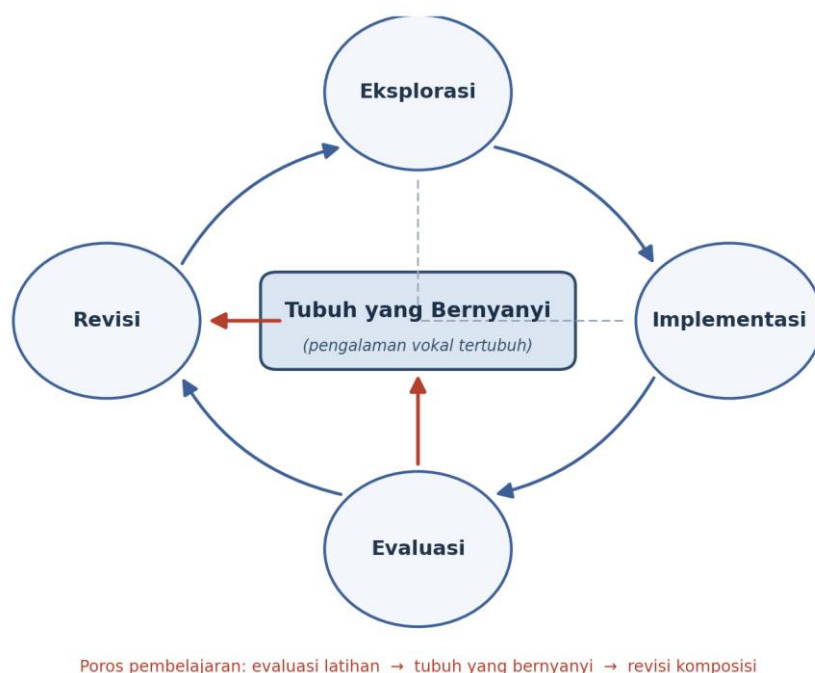 Eksplorasi
Revisi
Tubuh yang Bernyanyi
(pengalaman vokal tertubuh)
Implementasi
Evaluasi
Poros pembelajaran: evaluasi latihan → tubuh yang bernyanyi → revisi komposisi